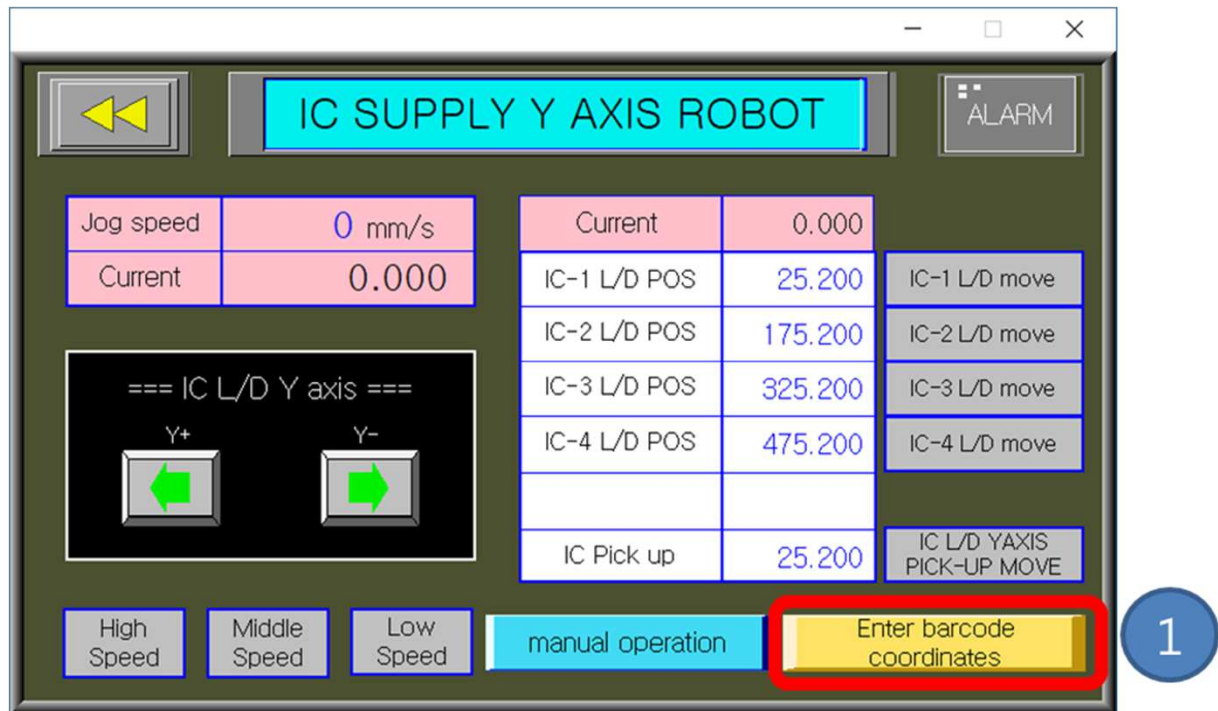 IC SUPPLY Y AXIS ROBOT
ALARM
Jog speed 0 mm/s
Current 0.000
=== IC L/D Y axis ===
Y+ Y-
Current 0.000
IC-1 L/D POS 25.200 IC-1 L/D move
IC-2 L/D POS 175.200 IC-2 L/D move
IC-3 L/D POS 325.200 IC-3 L/D move
IC-4 L/D POS 475.200 IC-4 L/D move
IC Pick up 25.200
IC L/D YAXIS
PICK-UP MOVE
High
Speed
Middle
Speed
Low
Speed
manual operation
Enter barcode
coordinates
1